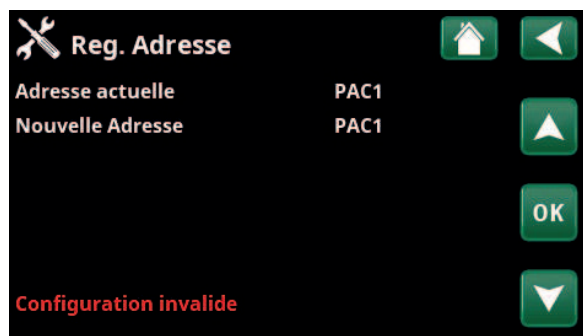 Reg. Adresse
Adresse actuelle PAC1
Nouvelle Adresse PAC1
OK
Configuration invalide